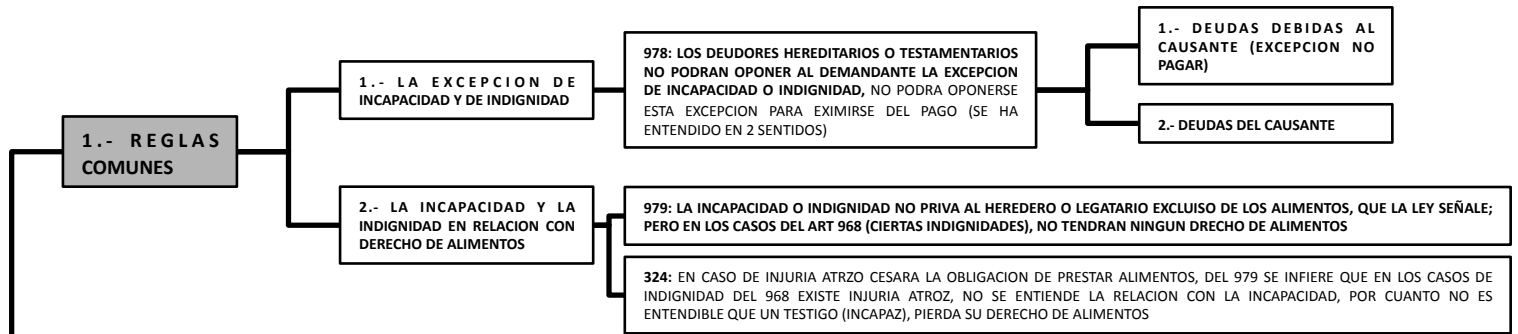 1.- REGLAS
COMUNES
1.- LA EXCEPCION DE
INCAPACIDAD Y DE INDIGNIDAD
978: LOS DEUDORES HEREDITARIOS O TESTAMENTARIOS
NO PODRAN OPONER AL DEMANDANTE LA EXCEPCION
DE INCAPACIDAD O INDIGNIDAD, NO PODRA OPONERSE
ESTA EXCEPCION PARA EXIMIRSE DEL PAGO (SE HA
ENTENDIDO EN 2 SENTIDOS)
1.- DEUDAS DEBIDAS AL
CAUSANTE (EXCEPCION NO
PAGAR)
2.- DEUDAS DEL CAUSANTE
2.- LA INCAPACIDAD Y LA
INDIGNIDAD EN RELACION CON
DERECHO DE ALIMENTOS
979: LA INCAPACIDAD O INDIGNIDAD NO PRIVA AL HEREDERO O LEGATARIO EXCLUISO DE LOS ALIMENTOS, QUE LA LEY SEÑALE;
PERO EN LOS CASOS DEL ART 968 (CIERTAS INDIGNIDADES), NO TENDRAN NINGUN DRECHO DE ALIMENTOS
324: EN CASO DE INJURIA ATRZO CESARA LA OBLIGACION DE PRESTAR ALIMENTOS, DEL 979 SE INFIERE QUE EN LOS CASOS DE
INDIGNIDAD DEL 968 EXISTE INJURIA ATROZ, NO SE ENTIENDE LA RELACION CON LA INCAPACIDAD, POR CUANTO NO ES
ENTENDIBLE QUE UN TESTIGO (INCAPAZ), PIERDA SU DERECHO DE ALIMENTOS